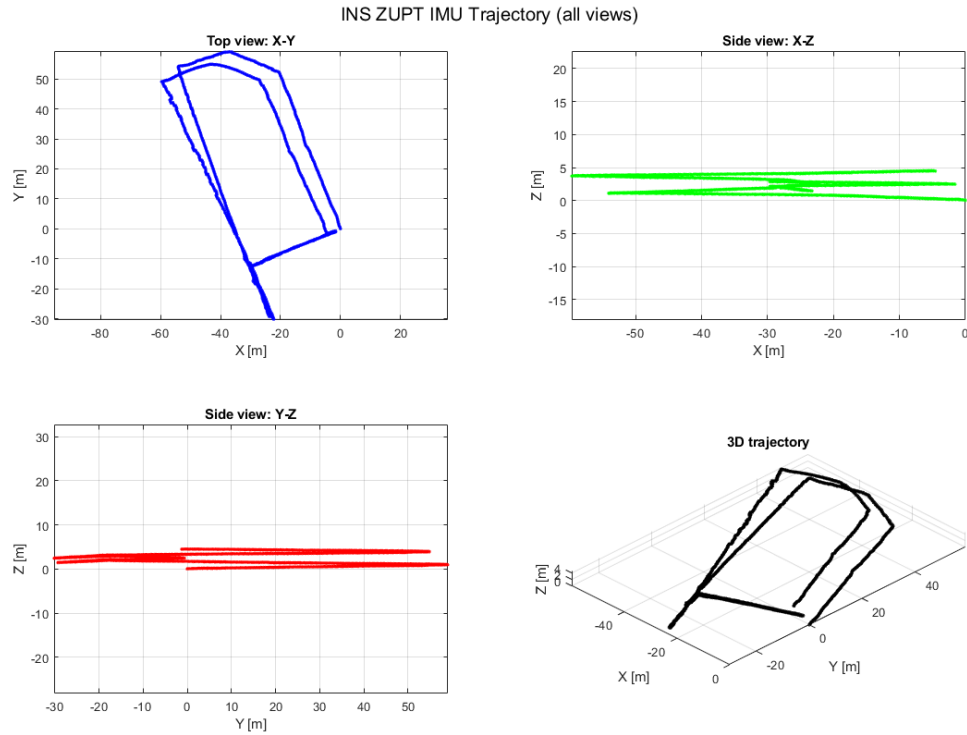 INS ZUPT IMU Trajectory (all views)
Top view: X-Y
50
40
30
20
10
0
-10
-20
-30
Y [m]
-80 -60 -40 -20 0 20
X [m]
Side view: X-Z
20
15
10
5
0
-5
-10
-15
Z [m]
-50 -40 -30 -20 -10 0
X [m]
Side view: Y-Z
30
20
10
0
-10
-20
Z [m]
-30 -20 -10 0 10 20 30 40 50
Y [m]
3D trajectory
4
2
0
Z [m]
-40
-20
0
X [m]
-20
0
20
40
Y [m]